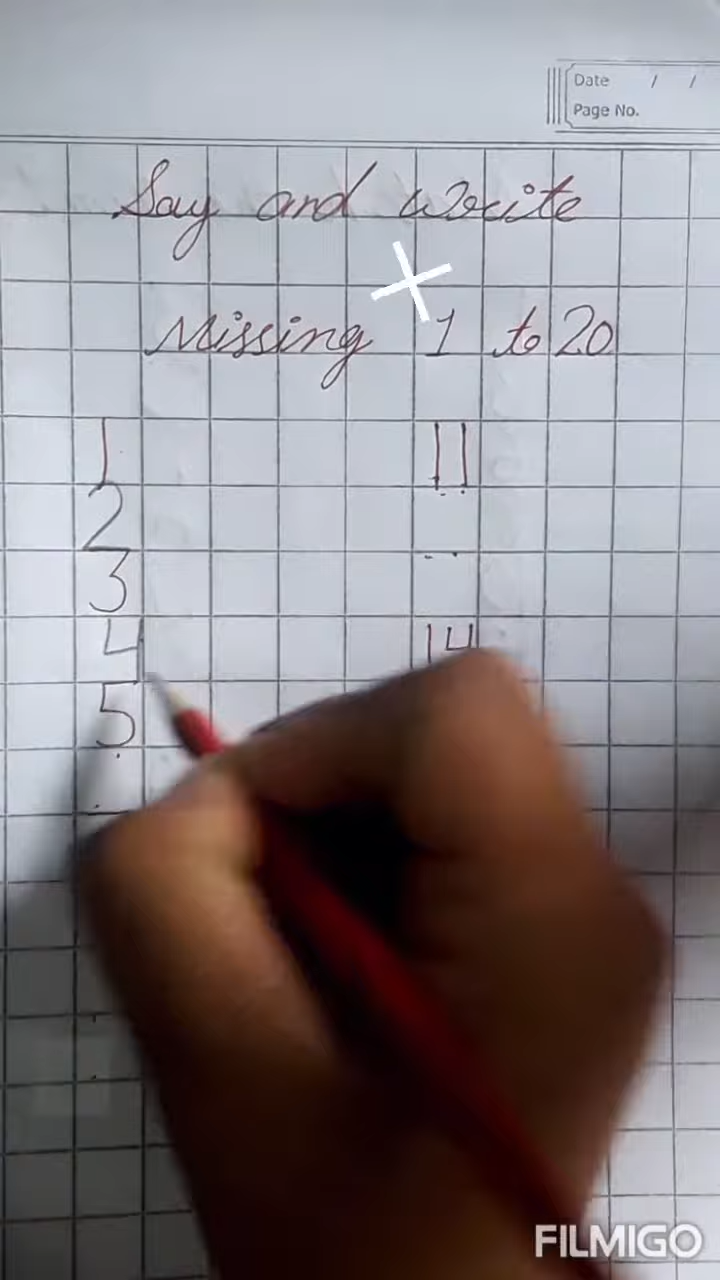 Date / /
Page No.
Say and Write
Missing 1 to 20
1 11
2
3
4 14
5
FILMIGO